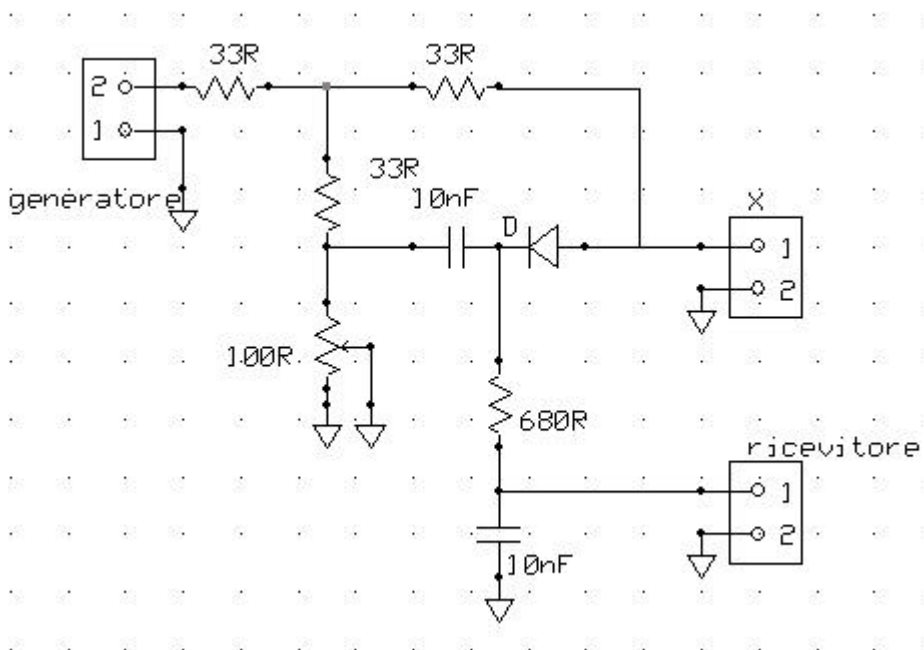 33R
33R
2
1
generatore
33R
10nF
D
X
1
2
100R
680R
ricevitore
1
2
10nF